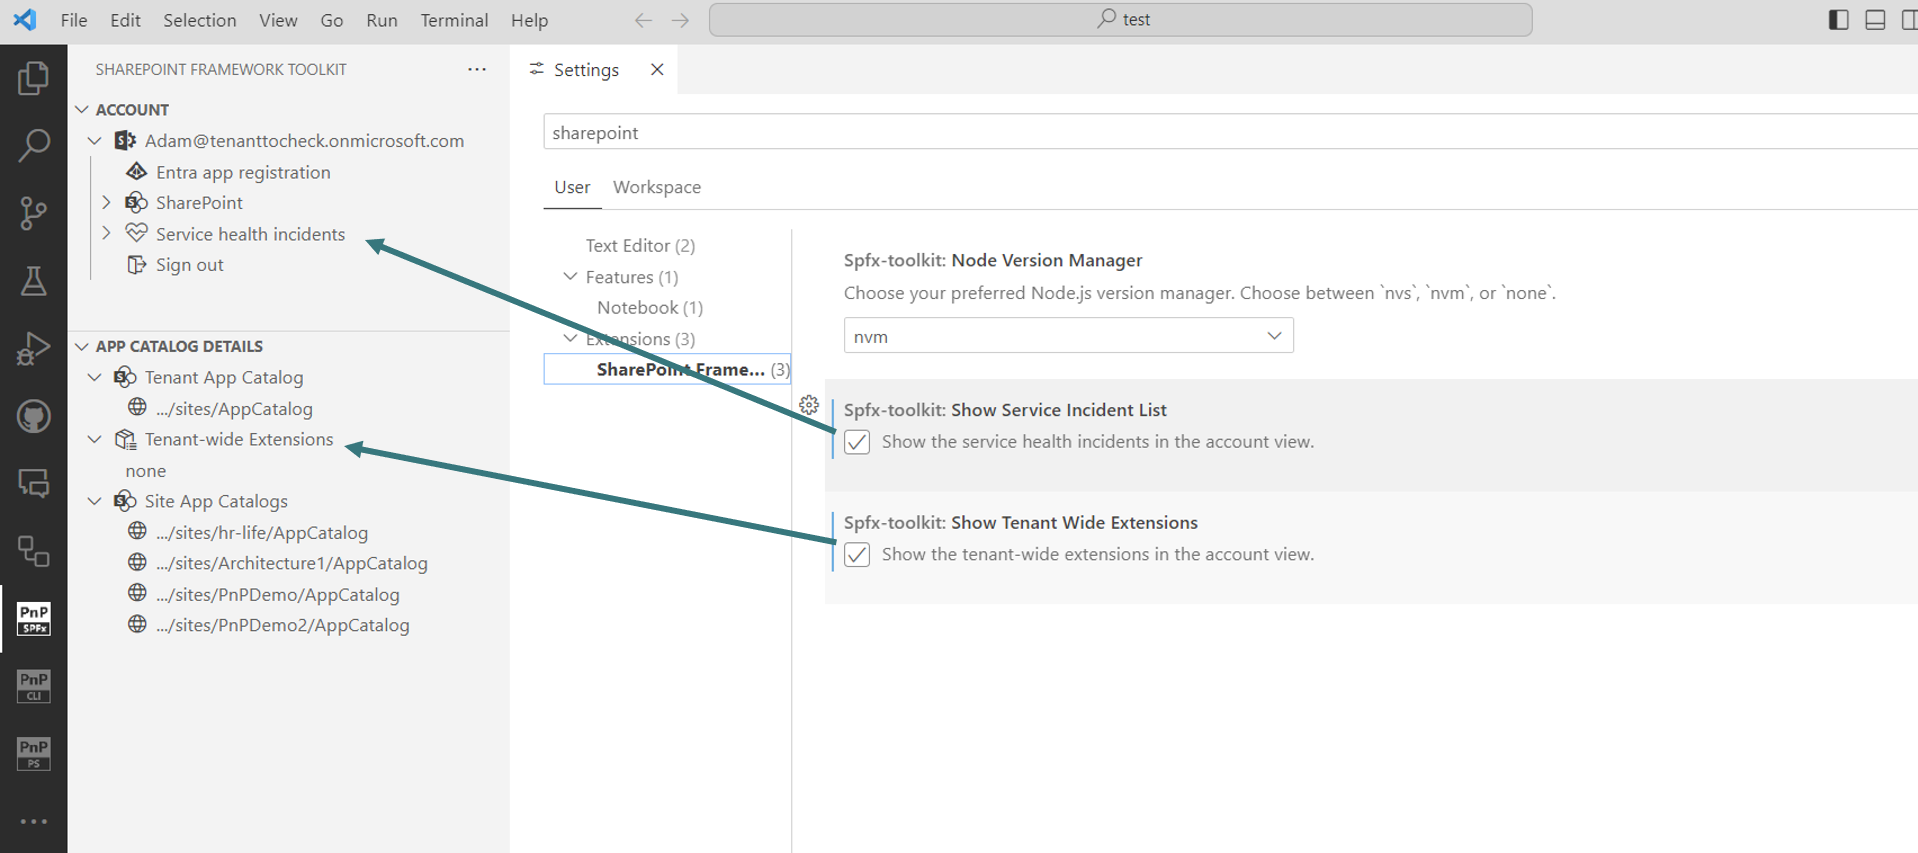 File Edit Selection View Go Run Terminal Help
test
SHAREPOINT FRAMEWORK TOOLKIT
ACCOUNT
Adam@tenanttocheck.onmicrosoft.com
Entra app registration
SharePoint
Service health incidents
Sign out
APP CATALOG DETAILS
Tenant App Catalog
.../sites/AppCatalog
Tenant-wide Extensions
none
Site App Catalogs
.../sites/hr-life/AppCatalog
.../sites/Architecture1/AppCatalog
.../sites/PnPDemo/AppCatalog
.../sites/PnPDemo2/AppCatalog
PnP
SPFx
PnP
CLI
PnP
PS
Settings
sharepoint
User Workspace
Text Editor (2)
Features (1)
Notebook (1)
Extensions (3)
SharePoint Frame... (3)
Spfx-toolkit: Node Version Manager
Choose your preferred Node.js version manager. Choose between `nvs`, `nvm`, or `none`.
nvm
Spfx-toolkit: Show Service Incident List
Show the service health incidents in the account view.
Spfx-toolkit: Show Tenant Wide Extensions
Show the tenant-wide extensions in the account view.